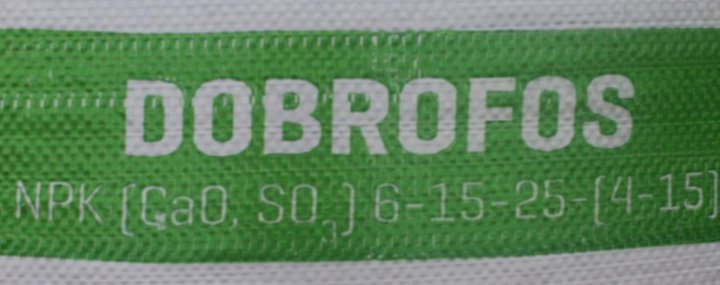 DOBROFOS
NPK (CaO, SO₃) 6-15-25-(4-15)